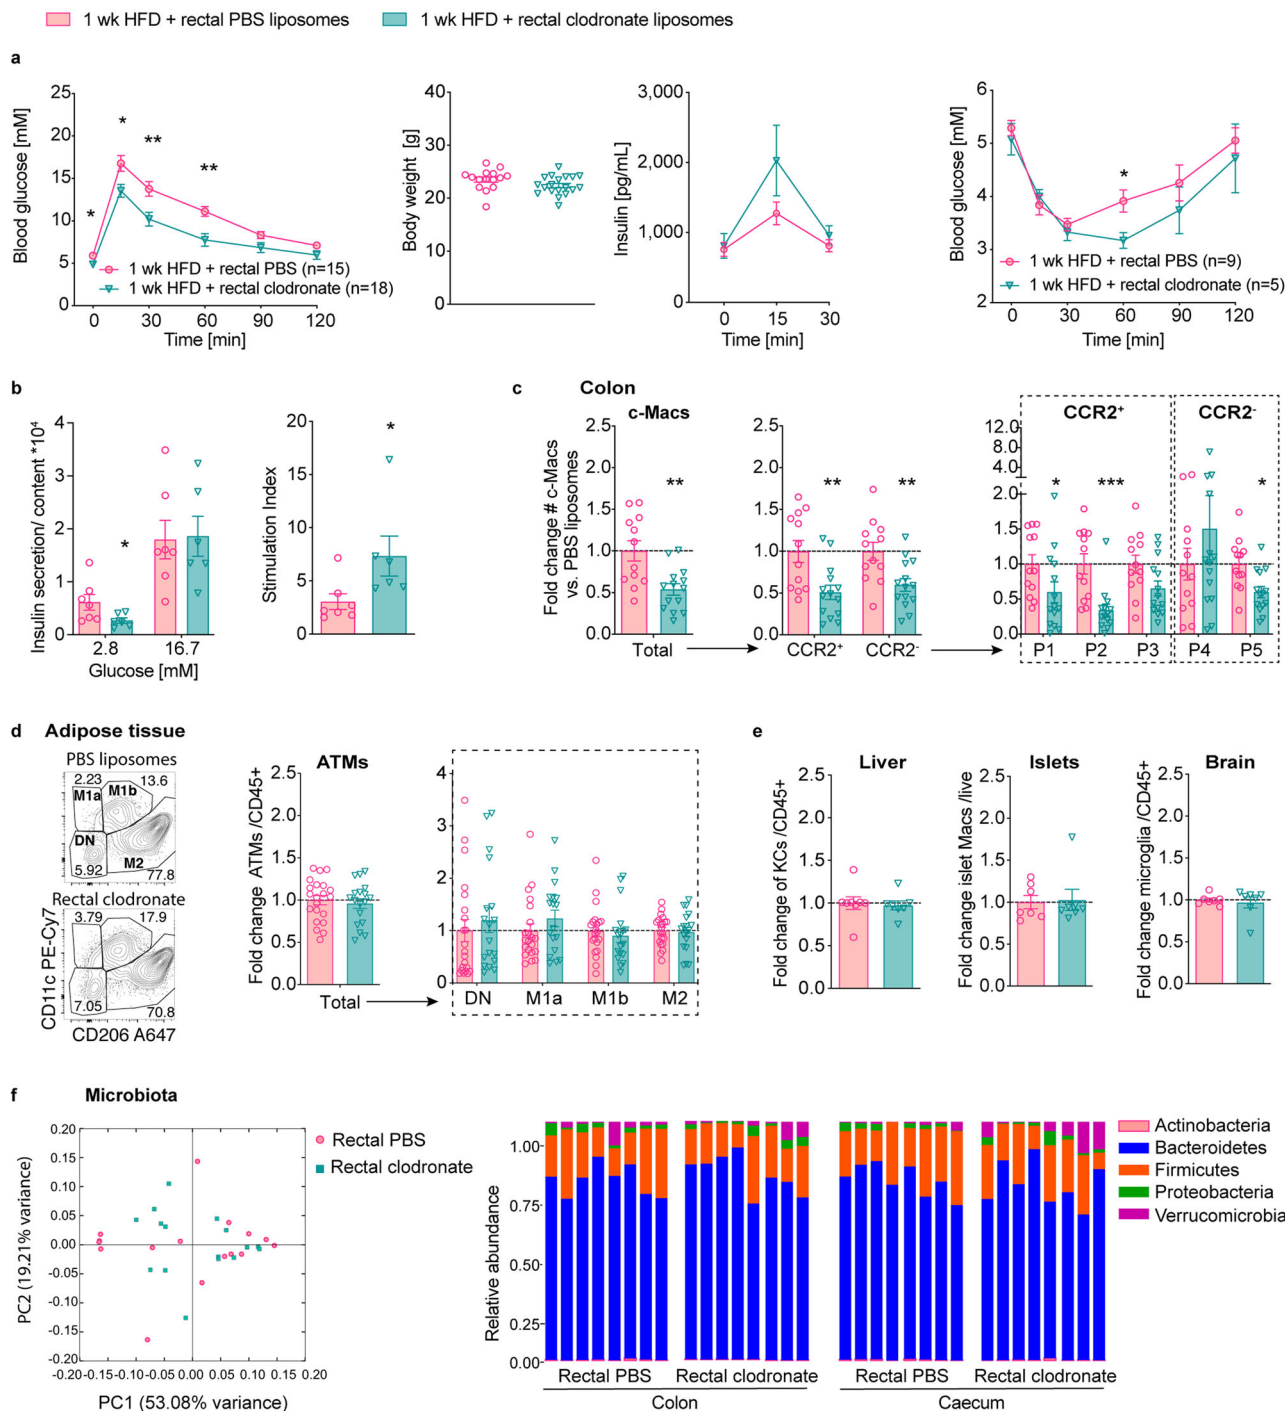 1 wk HFD + rectal PBS liposomes
1 wk HFD + rectal clodronate liposomes
a
Blood glucose [mM]
25
20
15
10
5
0
*
*
**
**
1 wk HFD + rectal PBS (n=15)
1 wk HFD + rectal clodronate (n=18)
0 30 60 90 120
Time [min]
Body weight [g]
40
30
20
10
0
Insulin [pg/mL]
3,000
2,000
1,000
0
0 15 30
Time [min]
Blood glucose [mM]
6
5
4
3
2
*
1 wk HFD + rectal PBS (n=9)
1 wk HFD + rectal clodronate (n=5)
0 30 60 90 120
Time [min]
b
Insulin secretion/ content *10⁴
4
3
2
1
0
*
2.8 16.7
Glucose [mM]
Stimulation Index
20
15
10
5
0
*
c Colon
c-Macs
Fold change # c-Macs
vs. PBS liposomes
2.5
2.0
1.5
1.0
0.5
0.0
**
Total
2.5
2.0
1.5
1.0
0.5
0.0
** **
CCR2⁺ CCR2⁻
CCR2⁺ CCR2⁻
12.0
8.0
4.0
2.0
1.5
1.0
0.5
0.0
* *** *
P1 P2 P3 P4 P5
d Adipose tissue
PBS liposomes
2.23 13.6
M1a M1b
DN M2
5.92 77.8
Rectal clodronate
3.79 17.9
7.05 70.8
CD11c PE-Cy7
CD206 A647
ATMs
Fold change ATMs /CD45+
2.5
2.0
1.5
1.0
0.5
0.0
Total
4
3
2
1
0
DN M1a M1b M2
e
Liver
Fold change of KCs /CD45+
2.5
2.0
1.5
1.0
0.5
0.0
Islets
Fold change islet Macs /live
2.5
2.0
1.5
1.0
0.5
0.0
Brain
Fold change microglia /CD45+
2.5
2.0
1.5
1.0
0.5
0.0
f Microbiota
PC2 (19.21% variance)
0.20
0.15
0.10
0.05
0.00
-0.05
-0.10
-0.15
-0.20
-0.20 -0.15 -0.10 -0.05 0.00 0.05 0.10 0.15 0.20
PC1 (53.08% variance)
Rectal PBS
Rectal clodronate
Relative abundance
1.00
0.75
0.50
0.25
0.00
Rectal PBS Rectal clodronate Rectal PBS Rectal clodronate
Colon Caecum
Actinobacteria
Bacteroidetes
Firmicutes
Proteobacteria
Verrucomicrobia